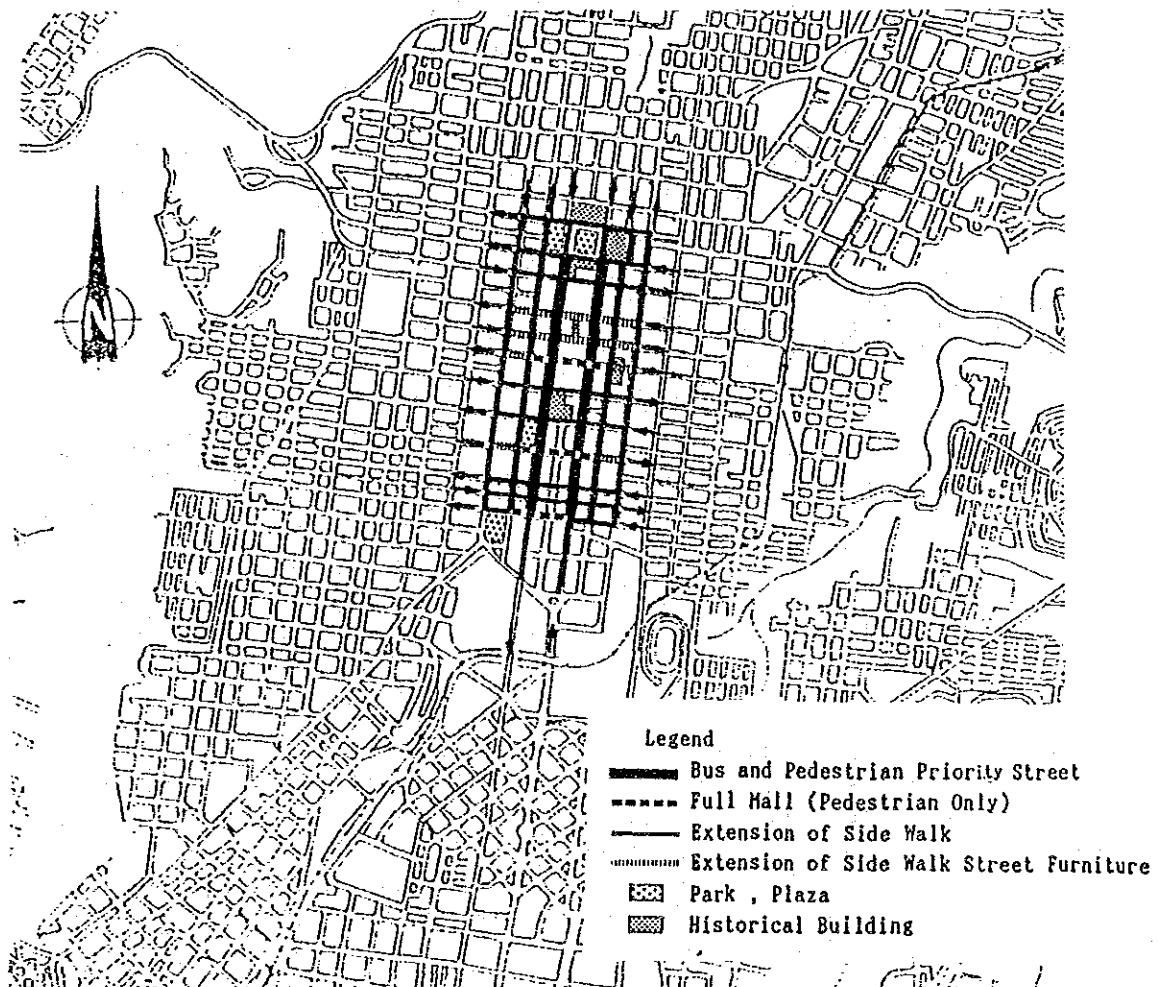 N
Legend
Bus and Pedestrian Priority Street
Full Mall (Pedestrian Only)
Extension of Side Walk
Extension of Side Walk Street Furniture
Park , Plaza
Historical Building